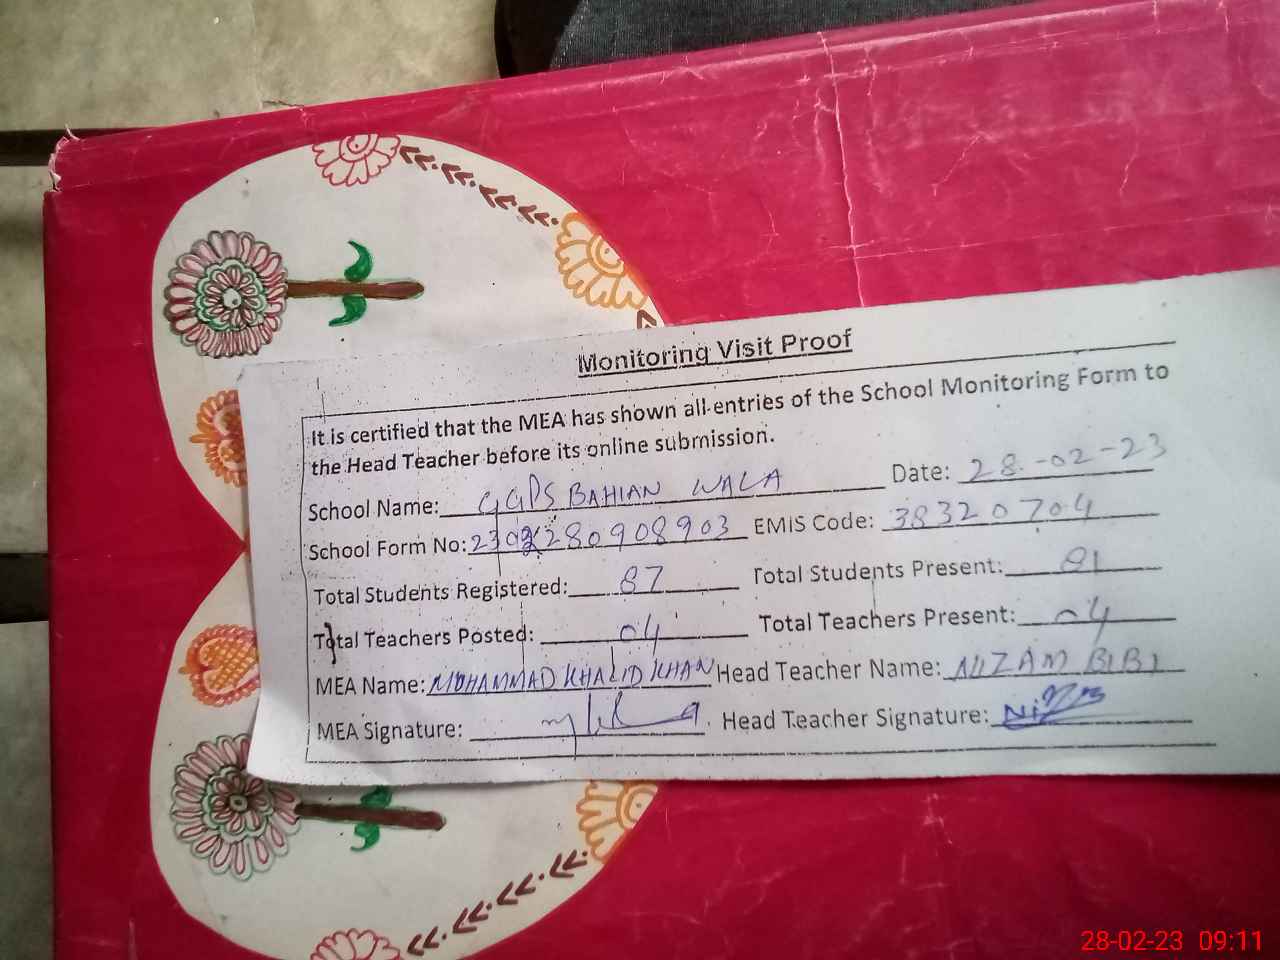 Monitoring Visit Proof
It is certified that the MEA has shown all entries of the School Monitoring Form to
the Head Teacher before its online submission.
School Name: GGPS BAHIAN WALA Date: 28-02-23
School Form No: 280908903 EMIS Code: 38320704
Total Students Registered: 87 Total Students Present: 81
Total Teachers Posted: 04 Total Teachers Present: 04
MEA Name: MUHAMMAD KHALID KHAN Head Teacher Name: NIZAM BIBI
MEA Signature: Head Teacher Signature:
28-02-23 09:11